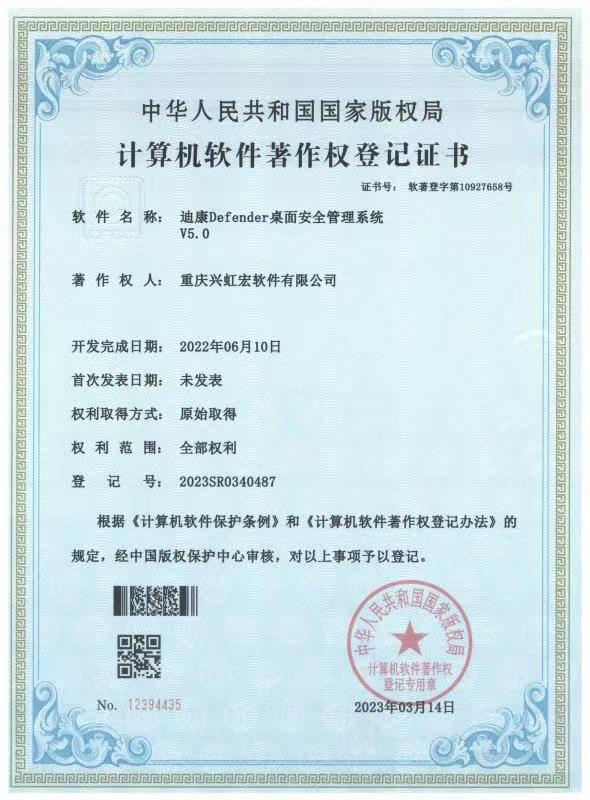 中华人民共和国国家版权局
计算机软件著作权登记证书
证书号： 软著登字第10927658号
软件名称： 迪康Defender桌面安全管理系统
V5.0
著作权人： 重庆兴虹宏软件有限公司
开发完成日期： 2022年06月10日
首次发表日期： 未发表
权利取得方式： 原始取得
权利范围： 全部权利
登记号： 2023SR0340487
根据《计算机软件保护条例》和《计算机软件著作权登记办法》的
规定，经中国版权保护中心审核，对以上事项予以登记。
中华人民共和国国家版权局
计算机软件著作权
登记专用章
No. 12394435
2023年03月14日